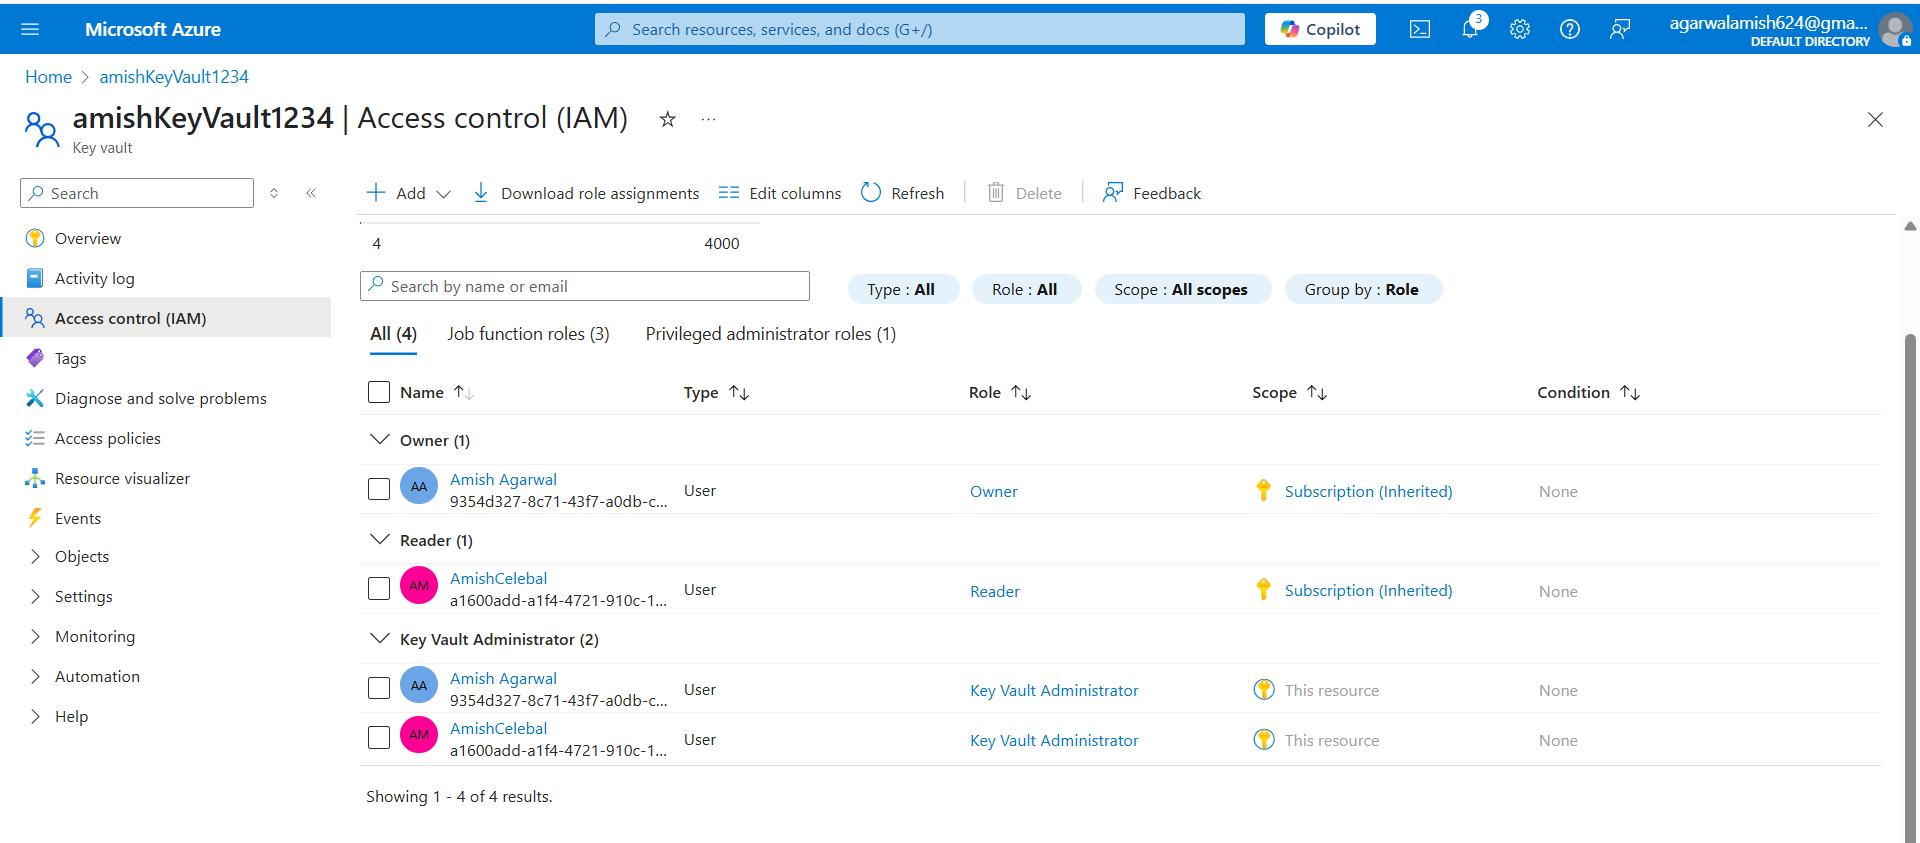 Microsoft Azure
Search resources, services, and docs (G+/)
Copilot
3
agarwalamish624@gma...
DEFAULT DIRECTORY
Home > amishKeyVault1234
amishKeyVault1234 | Access control (IAM) ☆ ...
Key vault
Search
Overview
Activity log
Access control (IAM)
Tags
Diagnose and solve problems
Access policies
Resource visualizer
Events
Objects
Settings
Monitoring
Automation
Help
Add Download role assignments Edit columns Refresh Delete Feedback
4 4000
Search by name or email
Type : All Role : All Scope : All scopes Group by : Role
All (4) Job function roles (3) Privileged administrator roles (1)
Name Type Role Scope Condition
Owner (1)
AA Amish Agarwal
9354d327-8c71-43f7-a0db-c... User Owner Subscription (Inherited) None
Reader (1)
AM AmishCelebal
a1600add-a1f4-4721-910c-1... User Reader Subscription (Inherited) None
Key Vault Administrator (2)
AA Amish Agarwal
9354d327-8c71-43f7-a0db-c... User Key Vault Administrator This resource None
AM AmishCelebal
a1600add-a1f4-4721-910c-1... User Key Vault Administrator This resource None
Showing 1 - 4 of 4 results.